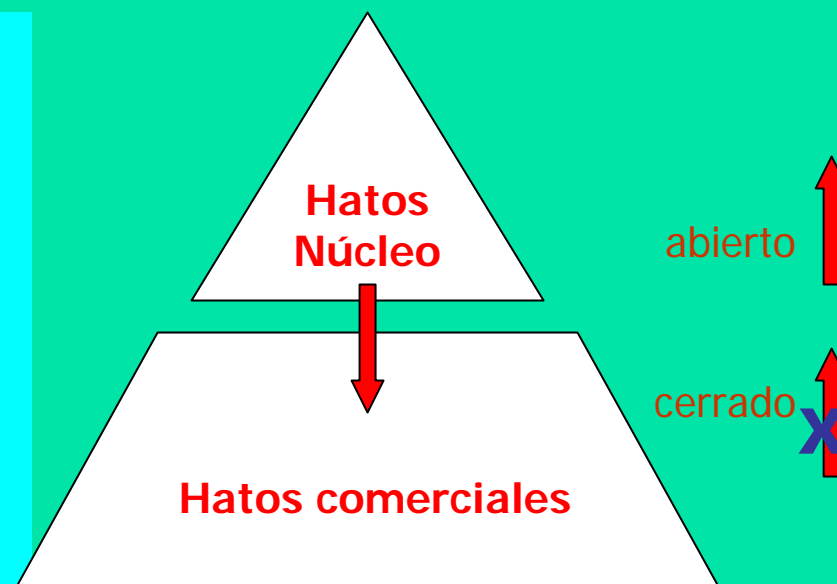 Hatos
Núcleo
abierto
cerrado
X
Hatos comerciales